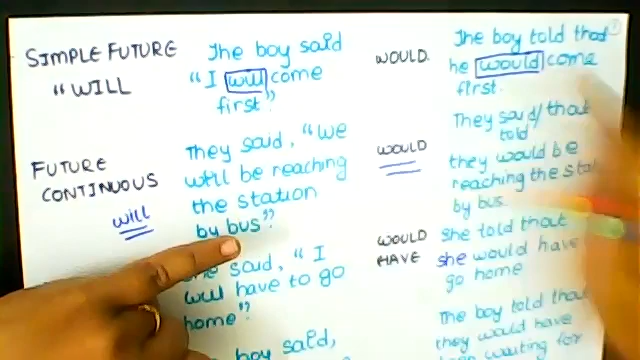 SIMPLE FUTURE
"WILL
The boy said
"I will come
first"
WOULD.
The boy told that
he would come
first.
FUTURE
CONTINUOUS
will
They said, "We
will be reaching
the station
by bus"
WOULD
They said/that
told
they would be
reaching the
by bus.
She said, "I
will have to go
home"
WOULD
HAVE
she told that
she would have
go home
boy said,
The boy told that
they would have
waiting for